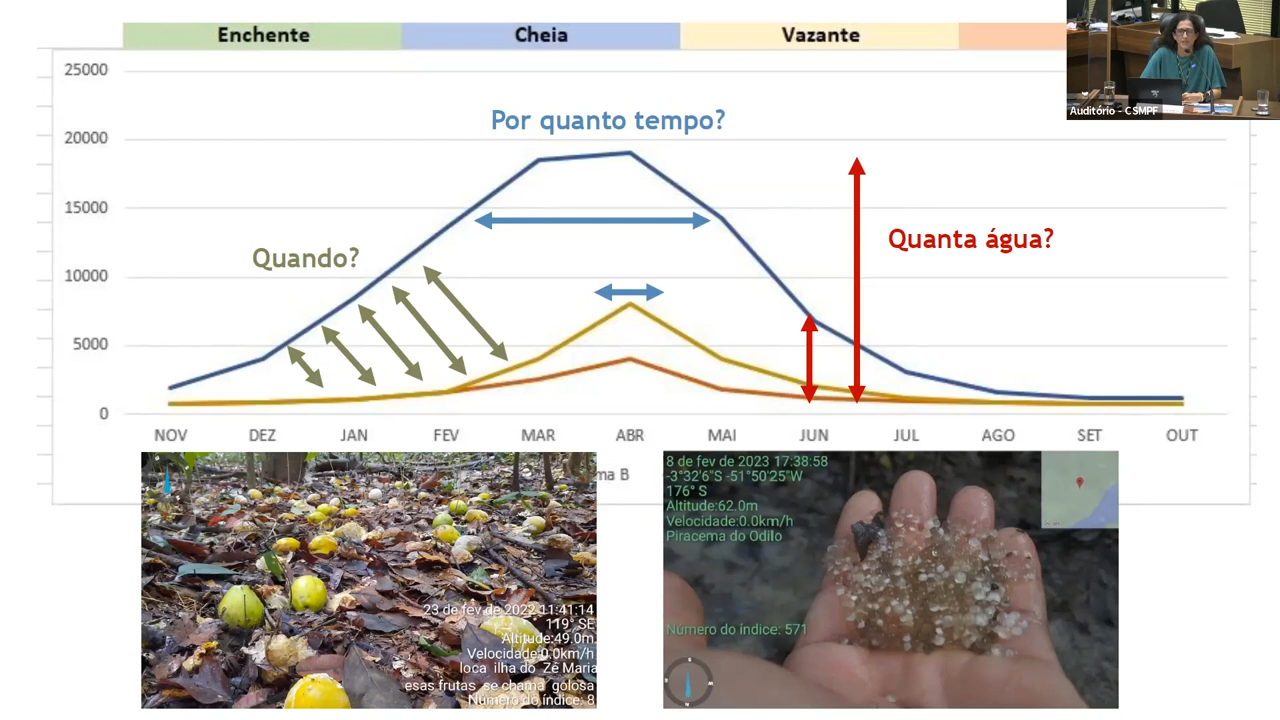 Enchente
Cheia
Vazante
Auditório - CSMPF
25000
20000
15000
10000
5000
0
Por quanto tempo?
Quando?
Quanta água?
NOV DEZ JAN FEV MAR ABR MAI JUN JUL AGO SET OUT
ma B
23 de fev.de 2022 11:41:14
119° SE
Altitude:49.0m
Velocidade:0.0km/h
loca ilha do Zé Maria
esas frutas se chama golosa
Número do índice: 8
8 de fev de 2023 17:38:58
-3°32'6"S -51°50'25"W
176° S
Altitude:62.0m
Velocidade:0.0km/h
Piracema do Odilo
Número do índice: 571